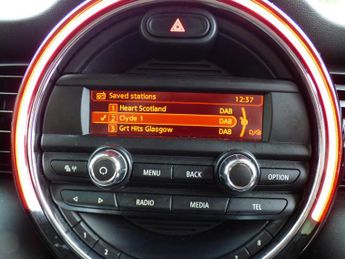 Saved stations 12:37
1 Heart Scotland DAB
✓ 2 Clyde 1 DAB
3 Grt Hits Glasgow DAB
MENU BACK OPTION
RADIO MEDIA TEL